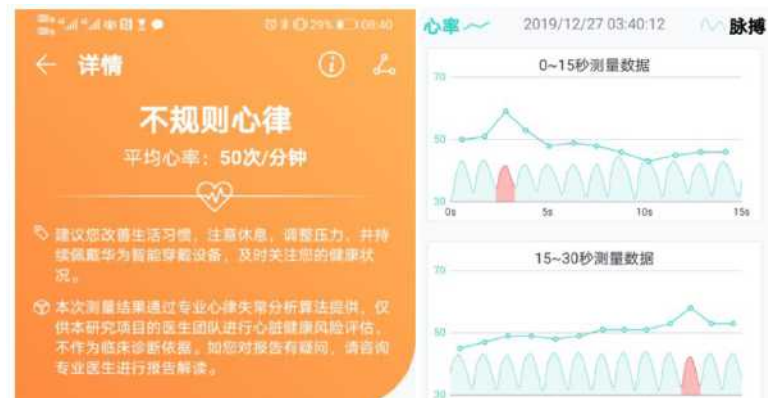 29%
08:40
详情
不规则心律
平均心率：50次/分钟
建议您改善生活习惯，注意休息，调整压力，并持
续佩戴华为智能穿戴设备，及时关注您的健康状
况。
本次测量结果通过专业心律失常分析算法提供，仅
供本研究项目的医生团队进行心脏健康风险评估，
不作为临床诊断依据。如您对报告有疑问，请咨询
专业医生进行报告解读。
心率
2019/12/27 03:40:12
脉搏
0~15秒测量数据
70
50
30
0s
5s
10s
15s
15~30秒测量数据
70
50
30